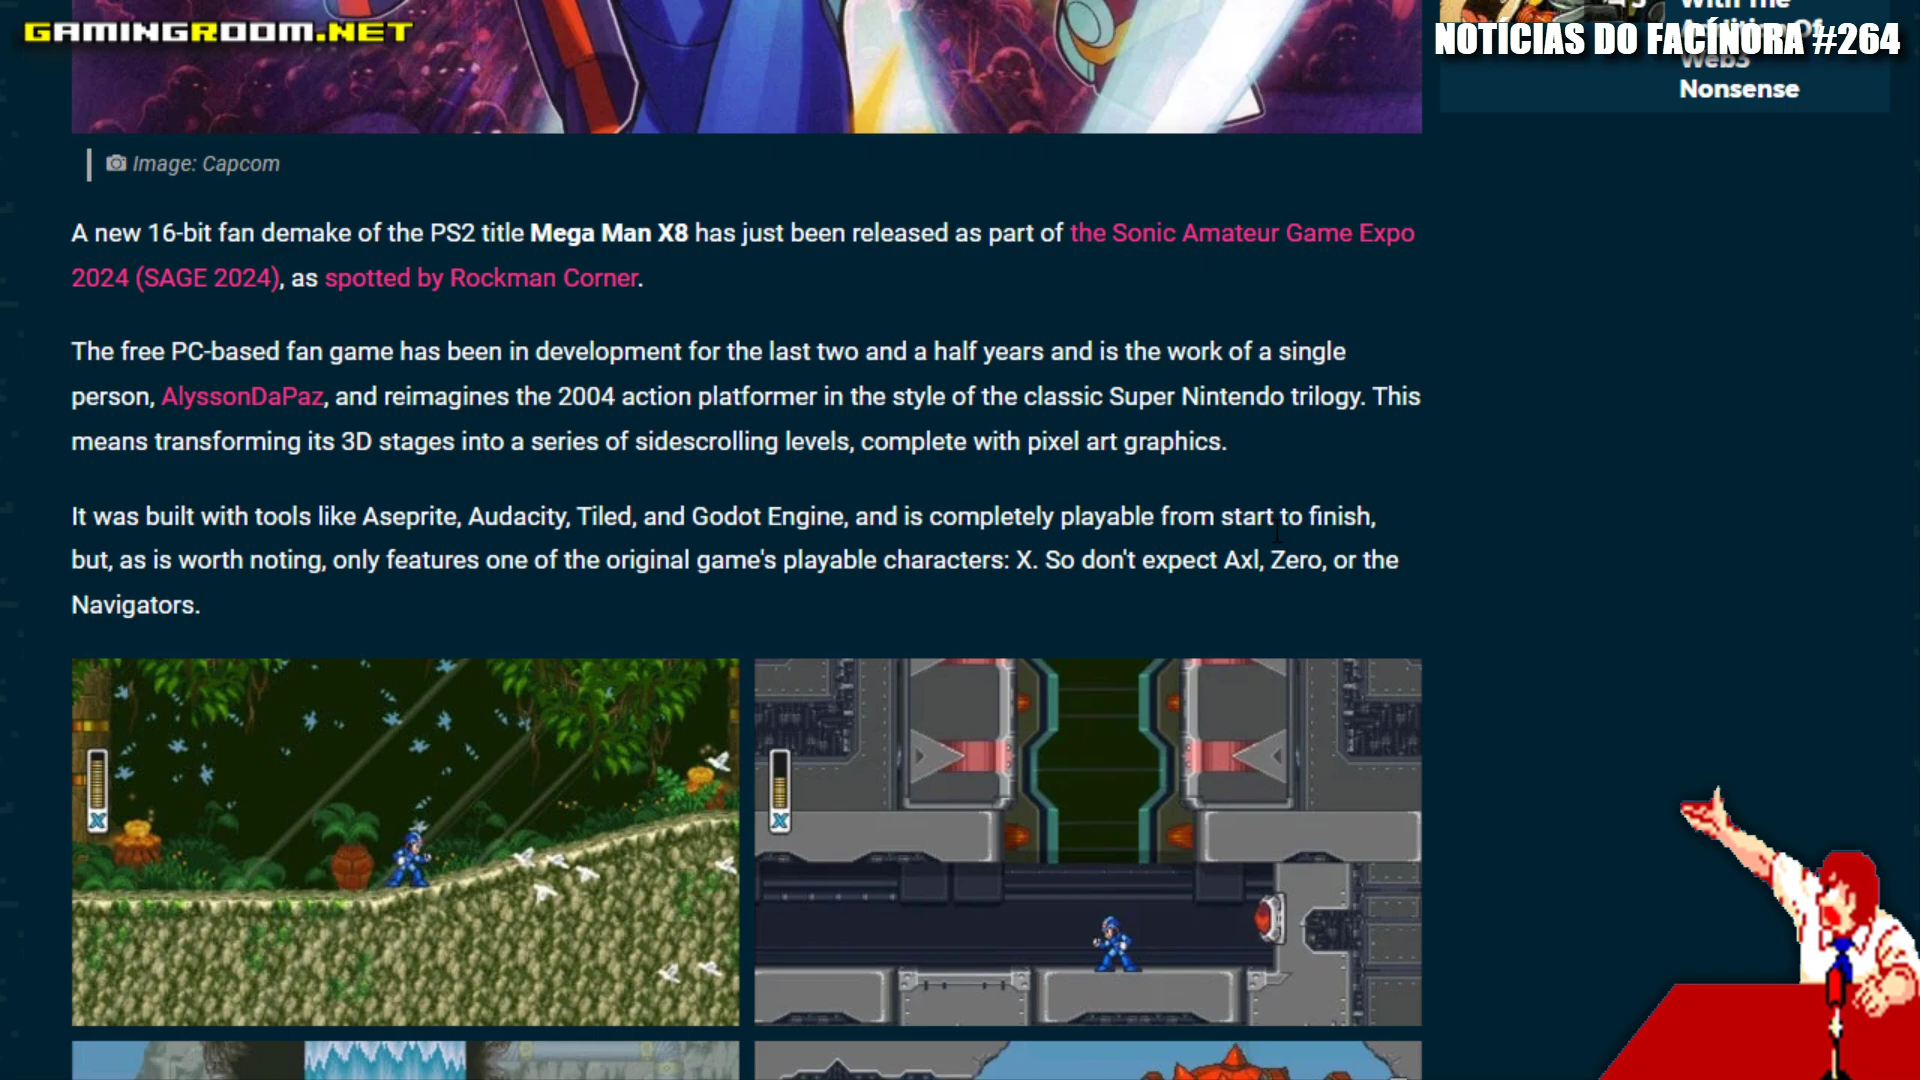 GAMINGROOM.NET
NOTÍCIAS DO FACÍNORA #264
With The
Addition Of
Web3
Nonsense
Image: Capcom
A new 16-bit fan demake of the PS2 title Mega Man X8 has just been released as part of the Sonic Amateur Game Expo
2024 (SAGE 2024), as spotted by Rockman Corner.
The free PC-based fan game has been in development for the last two and a half years and is the work of a single
person, AlyssonDaPaz, and reimagines the 2004 action platformer in the style of the classic Super Nintendo trilogy. This
means transforming its 3D stages into a series of sidescrolling levels, complete with pixel art graphics.
It was built with tools like Aseprite, Audacity, Tiled, and Godot Engine, and is completely playable from start to finish,
but, as is worth noting, only features one of the original game's playable characters: X. So don't expect Axl, Zero, or the
Navigators.
X
X